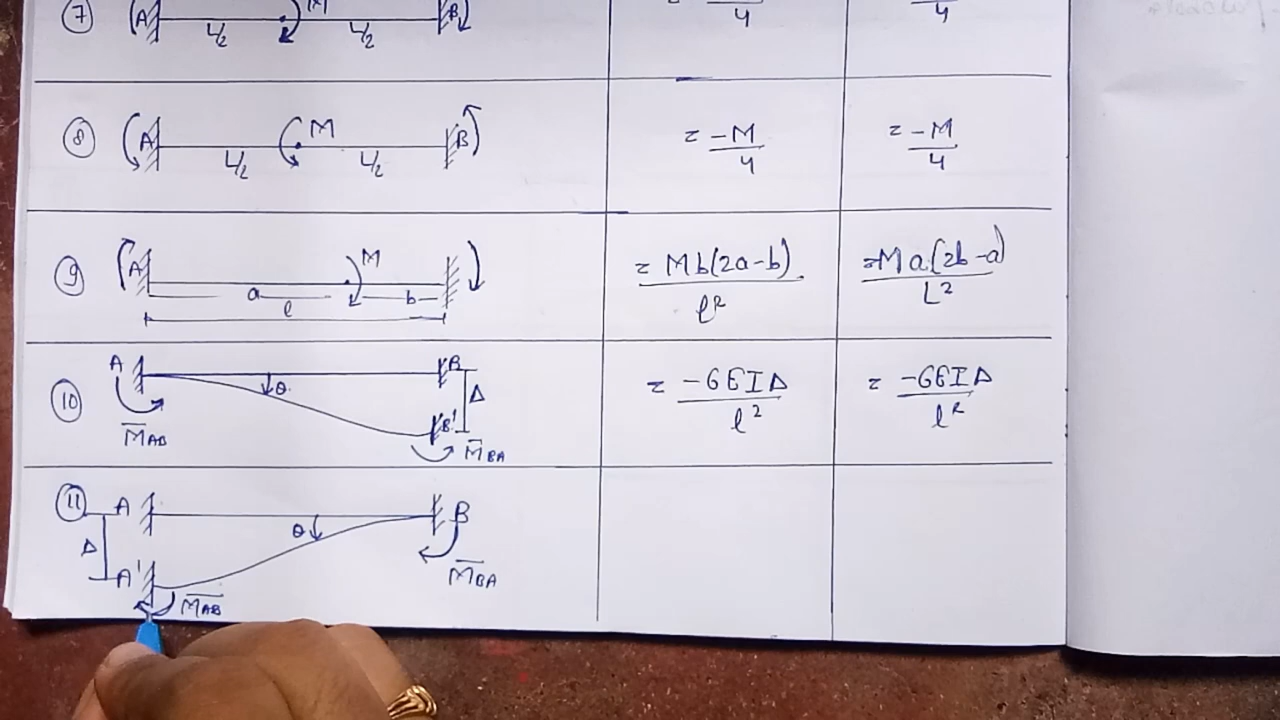 ⑦ A L/2 L/2 B
4 4
⑧ A M B = -M/4 = -M/4
L/2 L/2
⑨ A M = Mb(2a-b)/l² = Ma(2b-a)/L²
a b
l
⑩ A B = -6EIΔ/l² = -6EIΔ/l²
θ Δ
B'
M̅AB M̅BA
⑪ A B
Δ θ
A' M̅BA
M̅AB